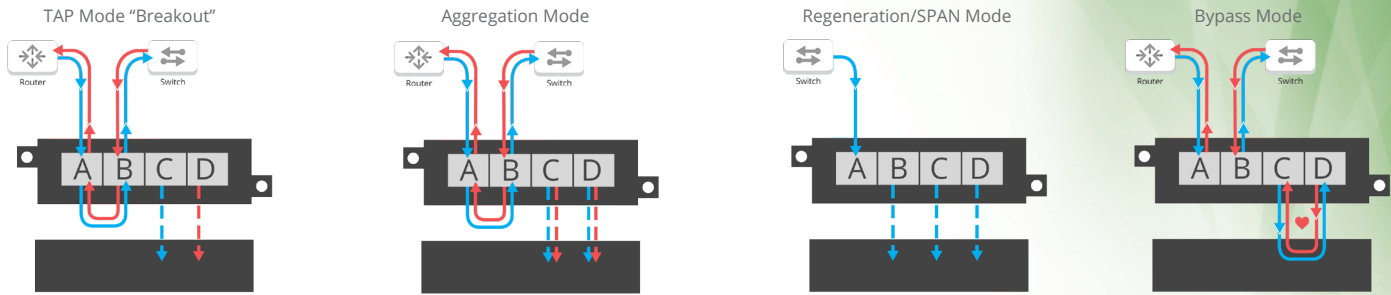 TAP Mode “Breakout”
Router
Switch
A B C D
Aggregation Mode
Router
Switch
A B C D
Regeneration/SPAN Mode
Switch
A B C D
Bypass Mode
Router
Switch
A B C D